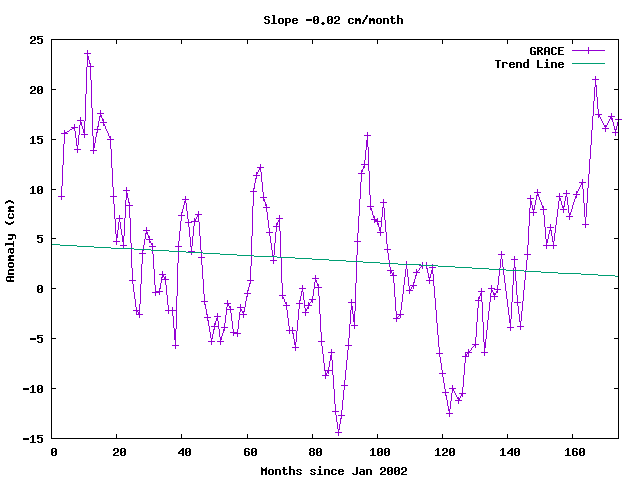 Slope -0.02 cm/month
GRACE
Trend Line
25
20
15
10
5
0
-5
-10
-15
Anomaly (cm)
0 20 40 60 80 100 120 140 160
Months since Jan 2002